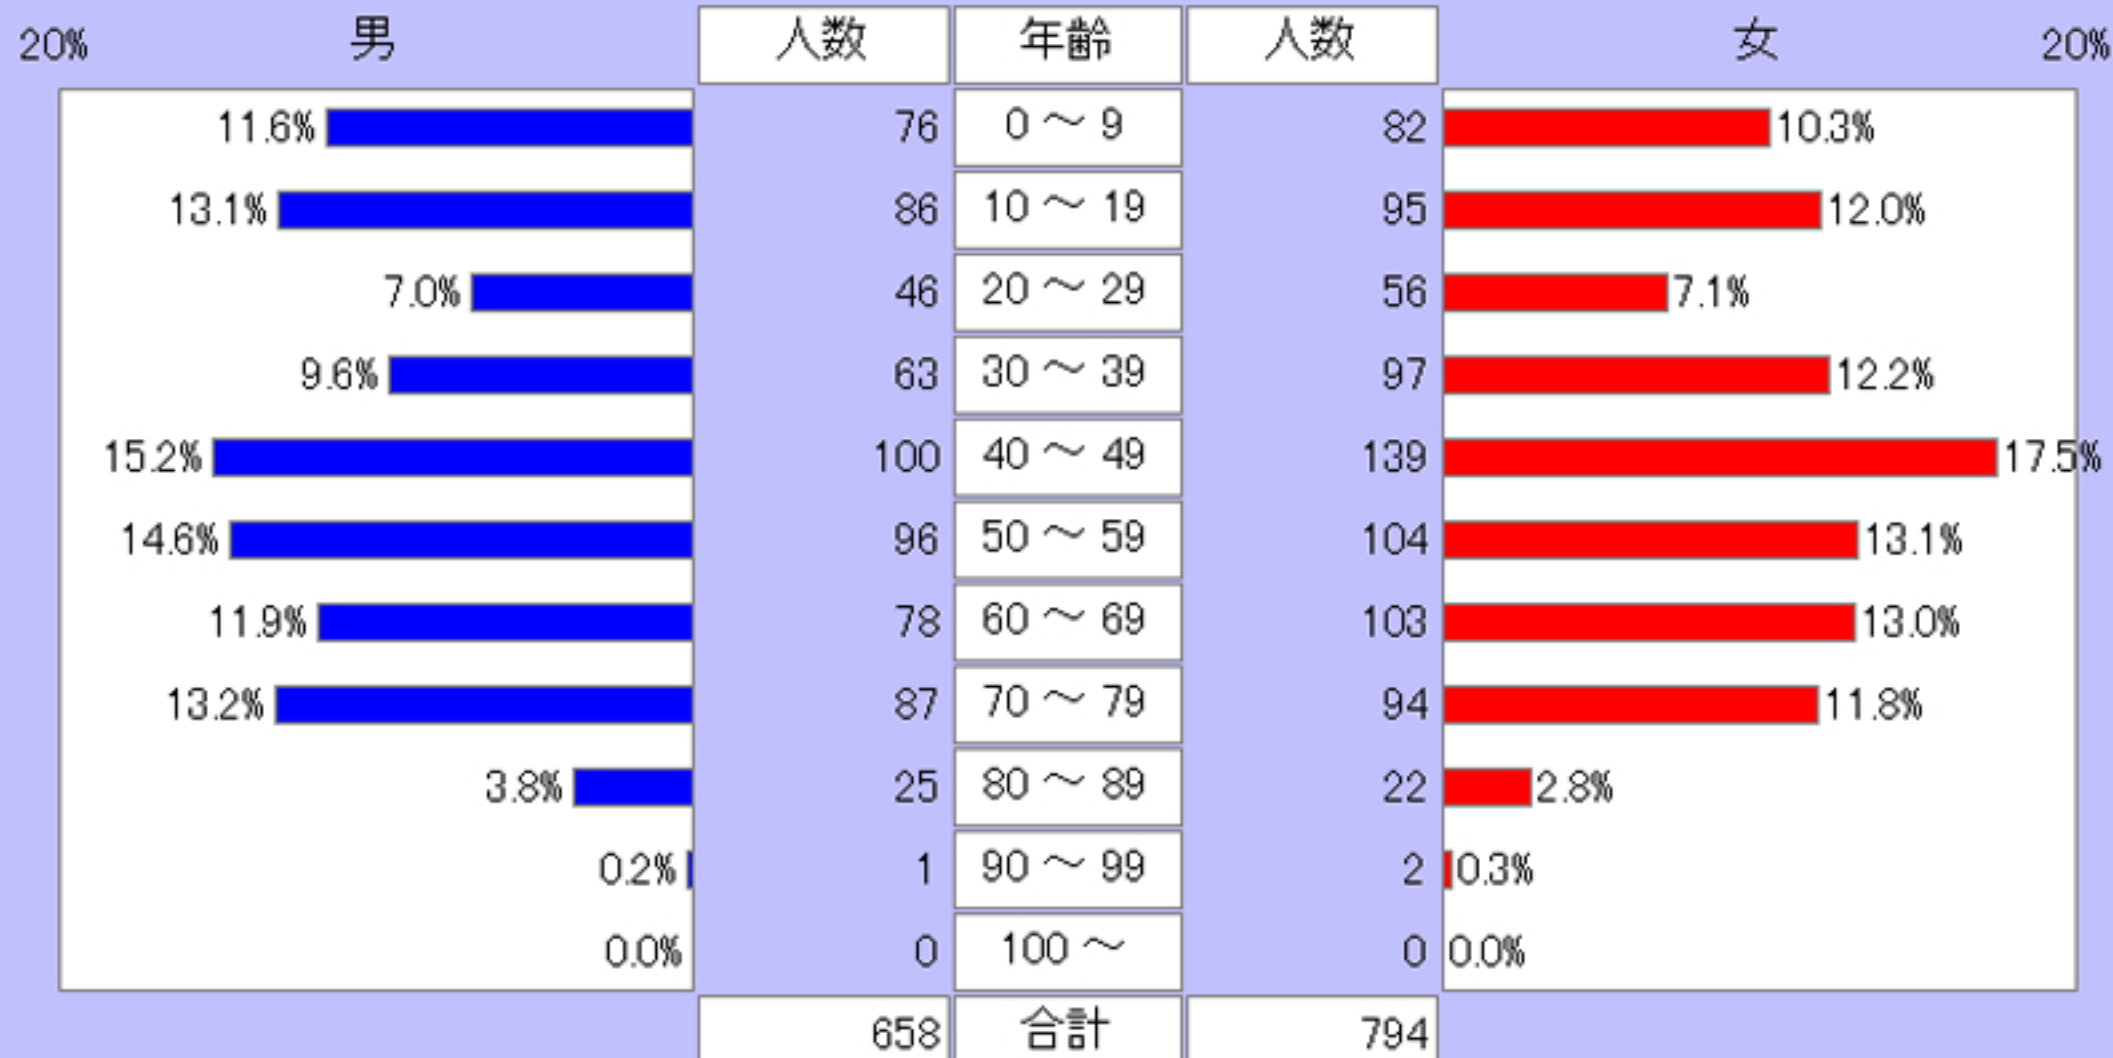 20% 男 人数 年齢 人数 女 20%
11.6% 76 0 ～ 9 82 10.3%
13.1% 86 10 ～ 19 95 12.0%
7.0% 46 20 ～ 29 56 7.1%
9.6% 63 30 ～ 39 97 12.2%
15.2% 100 40 ～ 49 139 17.5%
14.6% 96 50 ～ 59 104 13.1%
11.9% 78 60 ～ 69 103 13.0%
13.2% 87 70 ～ 79 94 11.8%
3.8% 25 80 ～ 89 22 2.8%
0.2% 1 90 ～ 99 2 0.3%
0.0% 0 100 ～ 0 0.0%
658 合計 794